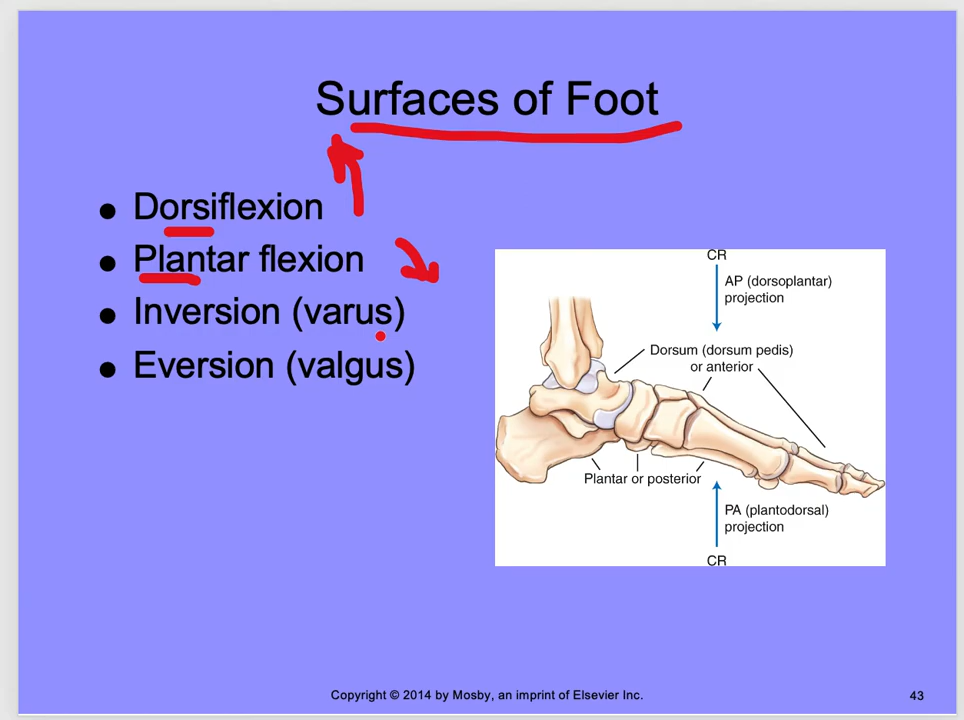 Surfaces of Foot
● Dorsiflexion
● Plantar flexion
● Inversion (varus)
● Eversion (valgus)
CR
AP (dorsoplantar)
projection
Dorsum (dorsum pedis)
or anterior
Plantar or posterior
PA (plantodorsal)
projection
CR
Copyright © 2014 by Mosby, an imprint of Elsevier Inc.
43